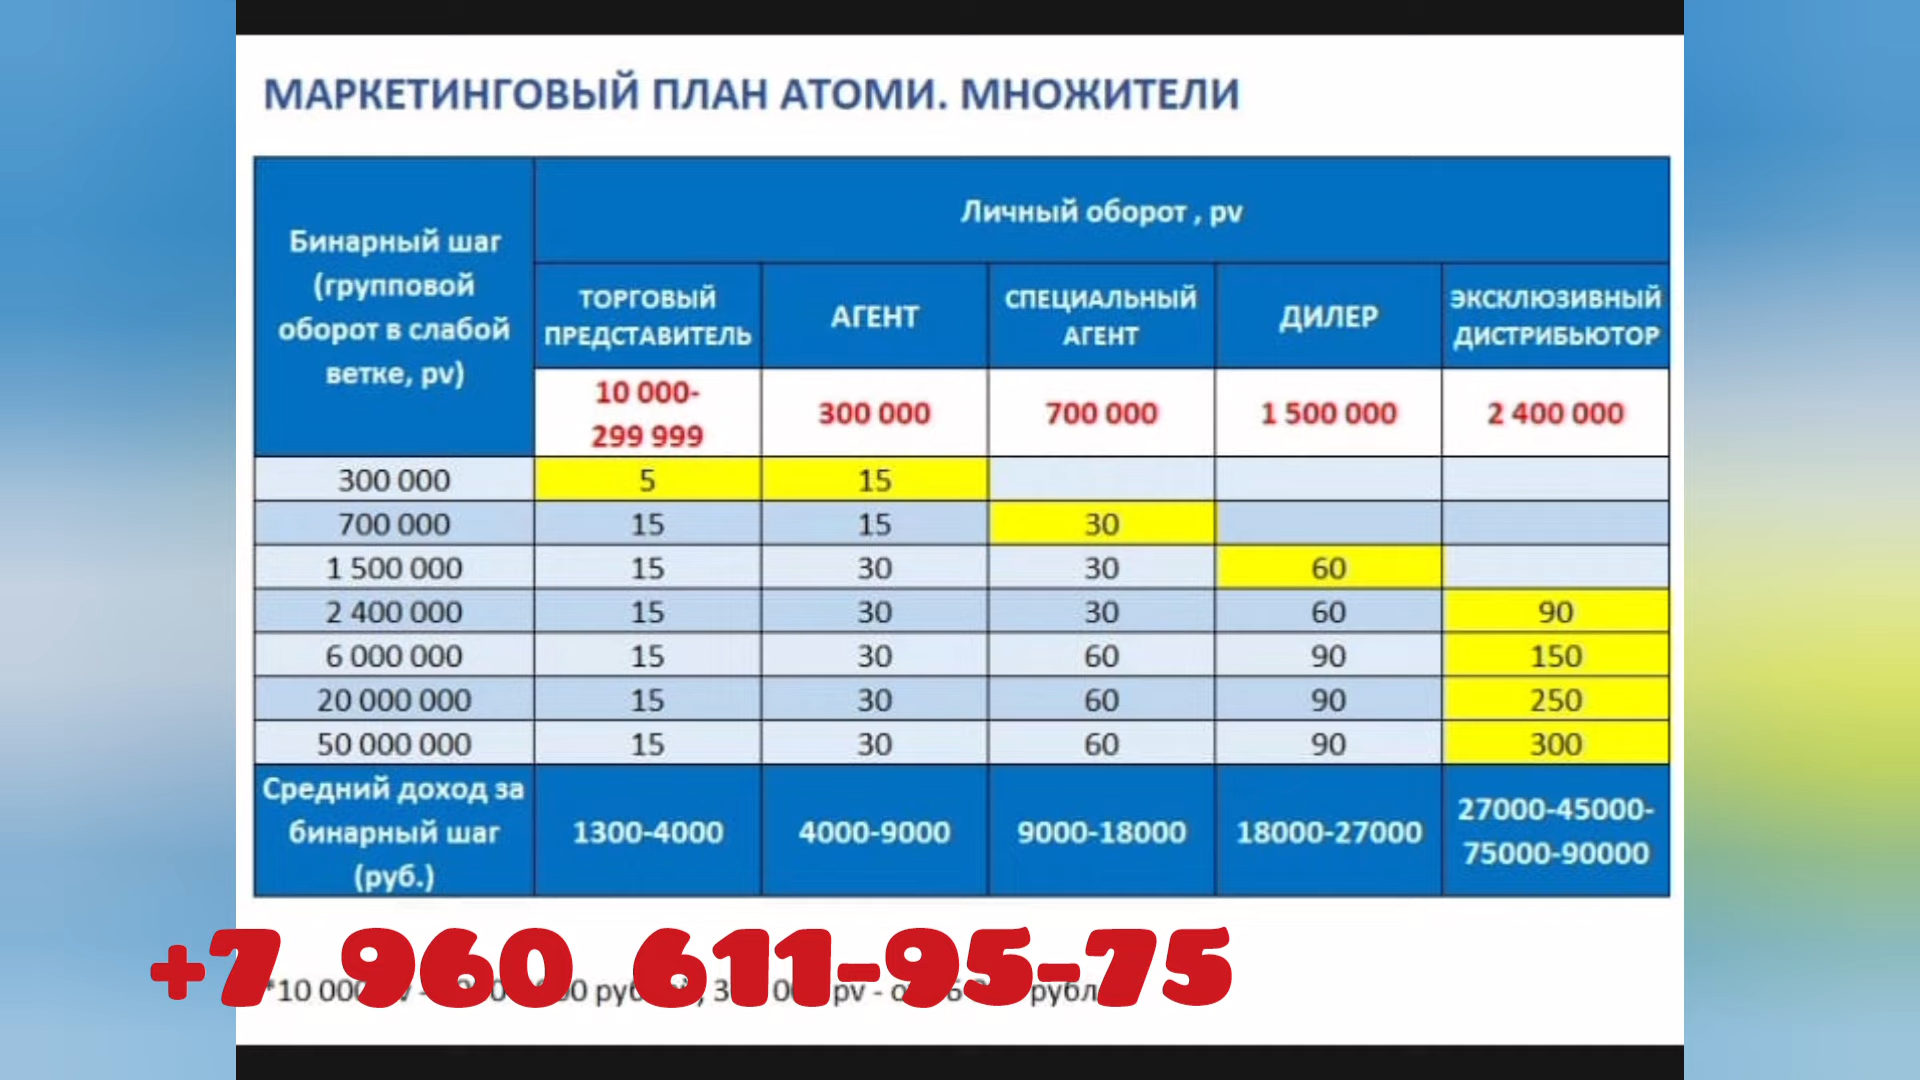 МАРКЕТИНГОВЫЙ ПЛАН АТОМИ. МНОЖИТЕЛИ
Бинарный шаг
(групповой
оборот в слабой
ветке, pv)
Личный оборот , pv
ТОРГОВЫЙ
ПРЕДСТАВИТЕЛЬ
АГЕНТ
СПЕЦИАЛЬНЫЙ
АГЕНТ
ДИЛЕР
ЭКСКЛЮЗИВНЫЙ
ДИСТРИБЬЮТОР
10 000-
299 999
300 000
700 000
1 500 000
2 400 000
300 000 5 15
700 000 15 15 30
1 500 000 15 30 30 60
2 400 000 15 30 30 60 90
6 000 000 15 30 60 90 150
20 000 000 15 30 60 90 250
50 000 000 15 30 60 90 300
Средний доход за
бинарный шаг
(руб.)
1300-4000
4000-9000
9000-18000
18000-27000
27000-45000-
75000-90000
+7 960 611-95-75
*10 000 pv -